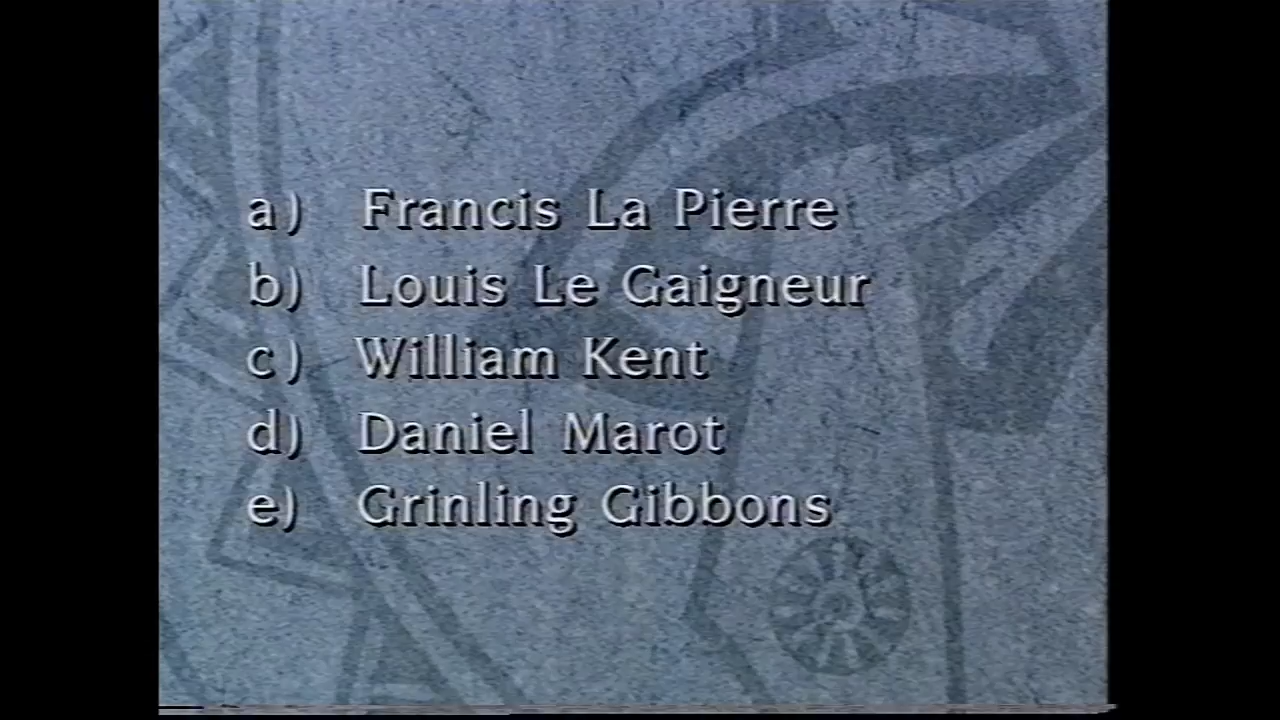 a) Francis La Pierre
b) Louis Le Gaigneur
c) William Kent
d) Daniel Marot
e) Grinling Gibbons